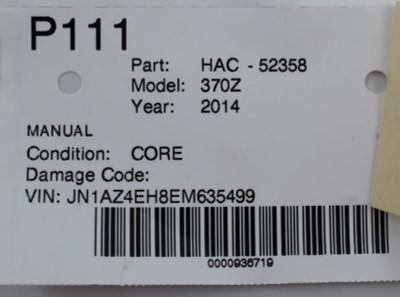 P111
Part: HAC - 52358
Model: 370Z
Year: 2014
MANUAL
Condition: CORE
Damage Code:
VIN: JN1AZ4EH8EM635499
0000936719